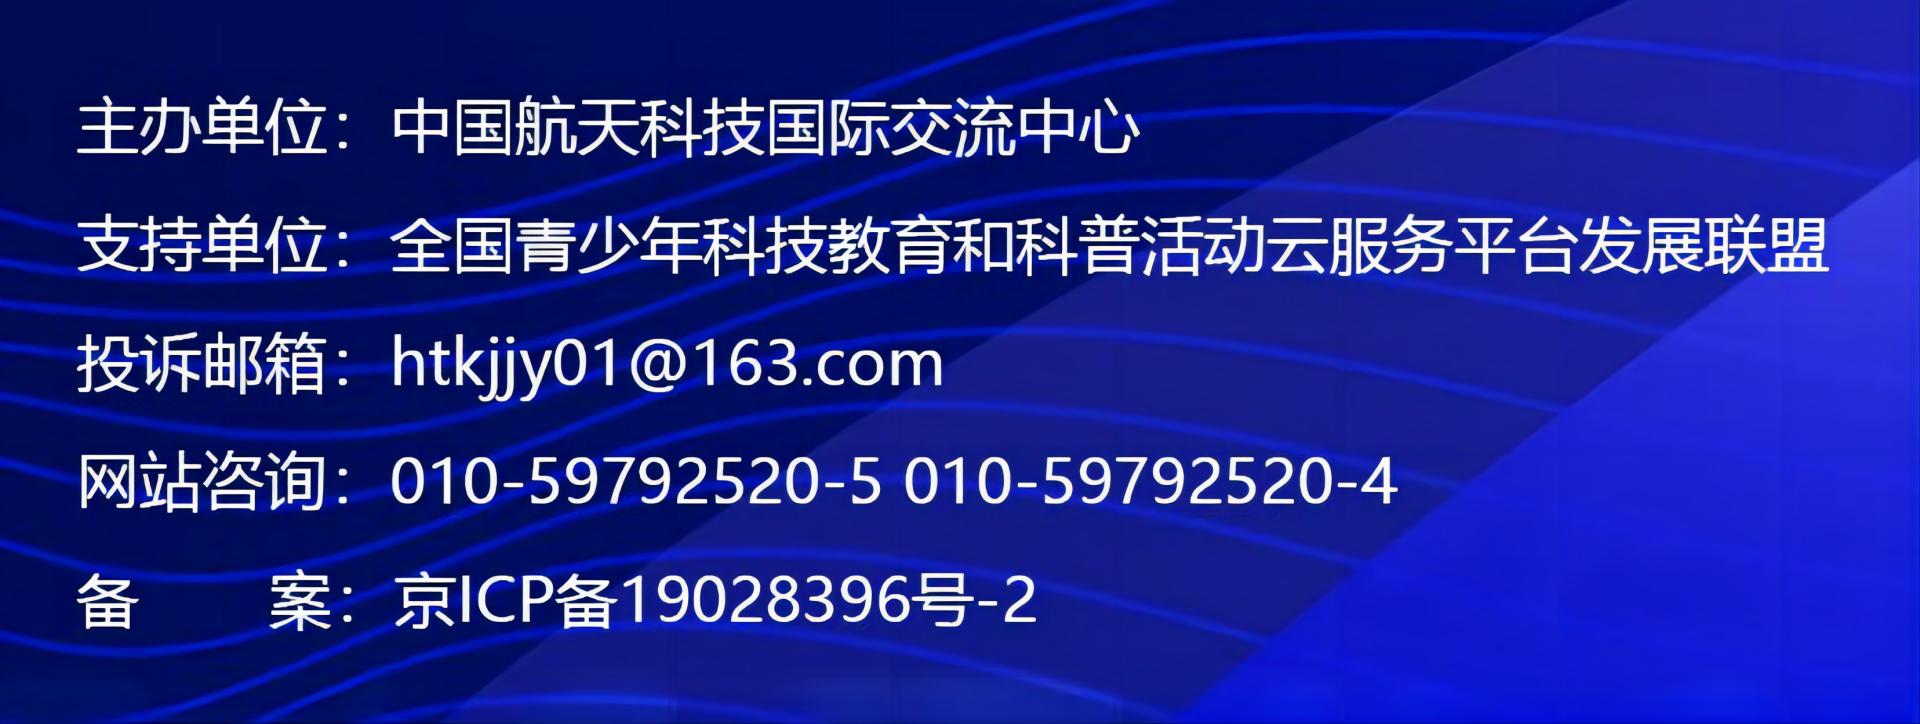 主办单位：中国航天科技国际交流中心
支持单位：全国青少年科技教育和科普活动云服务平台发展联盟
投诉邮箱：htkjjy01@163.com
网站咨询：010-59792520-5 010-59792520-4
备　　案：京ICP备19028396号-2